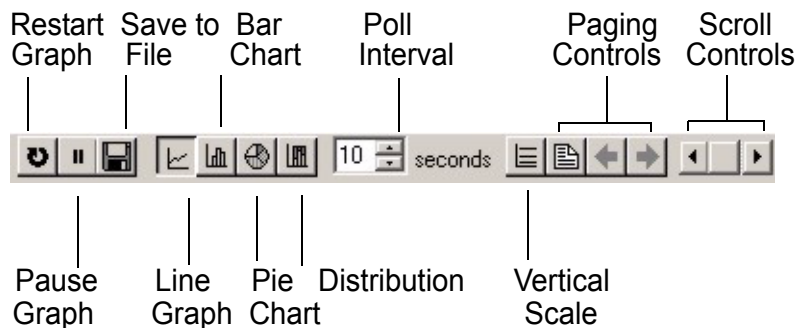 Restart Save to Bar Poll Paging Scroll
Graph File Chart Interval Controls Controls
10 seconds
Pause Line Pie Distribution Vertical
Graph Graph Chart Scale